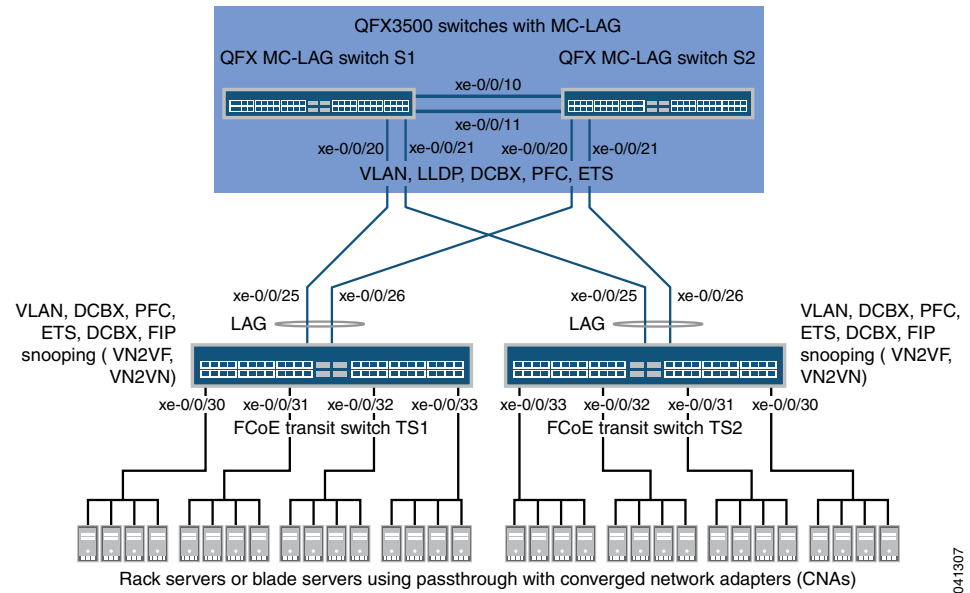 QFX3500 switches with MC-LAG
QFX MC-LAG switch S1
QFX MC-LAG switch S2
xe-0/0/10
xe-0/0/11
xe-0/0/20
xe-0/0/21
xe-0/0/20
xe-0/0/21
VLAN, LLDP, DCBX, PFC, ETS
xe-0/0/25
xe-0/0/26
xe-0/0/25
xe-0/0/26
VLAN, DCBX, PFC,
ETS, DCBX, FIP
snooping ( VN2VF,
VN2VN)
LAG
LAG
VLAN, DCBX, PFC,
ETS, DCBX, FIP
snooping ( VN2VF,
VN2VN)
xe-0/0/30
xe-0/0/31
xe-0/0/32
xe-0/0/33
xe-0/0/33
xe-0/0/32
xe-0/0/31
xe-0/0/30
FCoE transit switch TS1
FCoE transit switch TS2
Rack servers or blade servers using passthrough with converged network adapters (CNAs)
041307